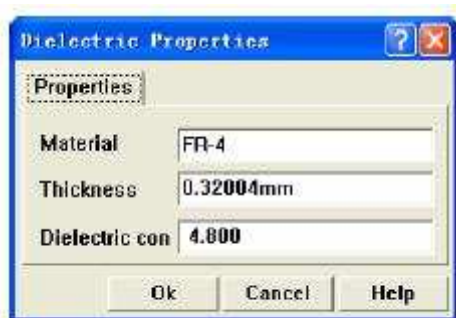 Dielectric Properties
Properties
Material FR-4
Thickness 0.32004mm
Dielectric con 4.800
Ok Cancel Help